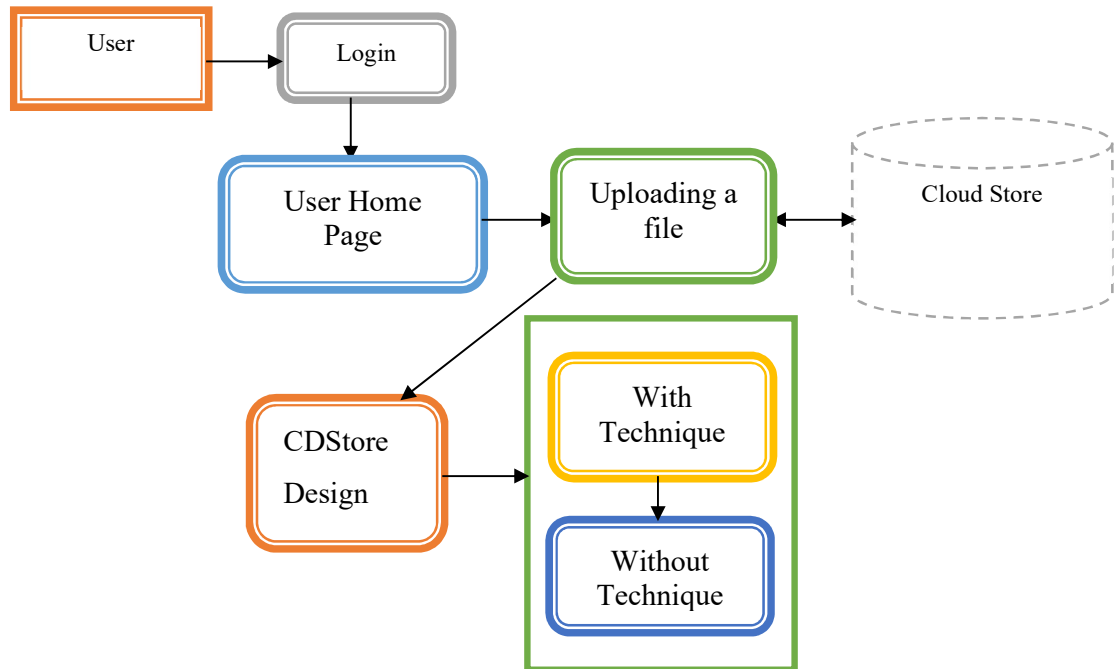 User
Login
User Home
Page
Uploading a
file
Cloud Store
CDStore
Design
With
Technique
Without
Technique